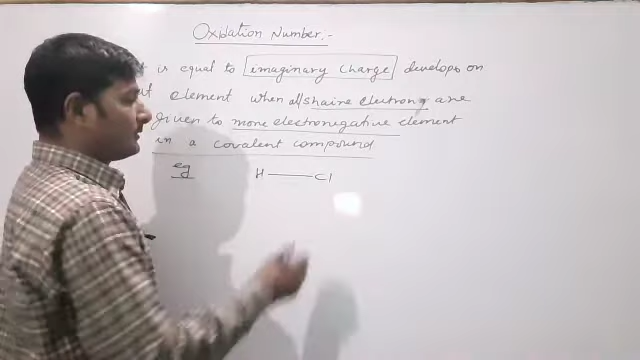 Oxidation Number:-
t is equal to imaginary charge develops on
element when all shaire electrons are
given to more electronegative element
in a covalent compound
eg H — Cl